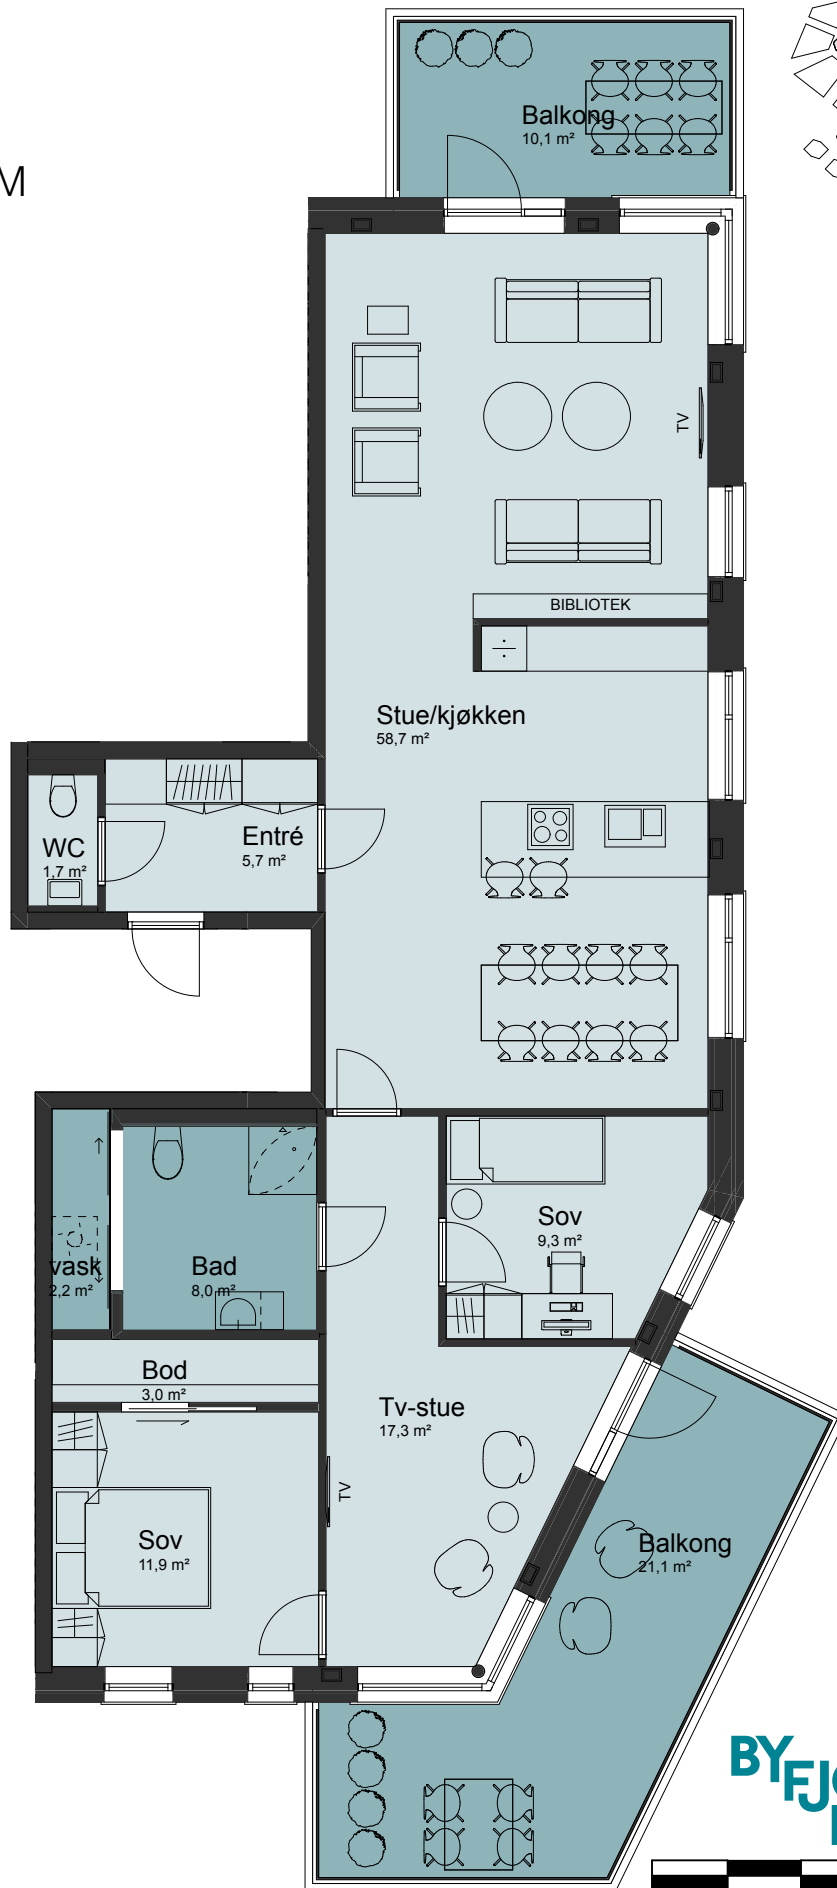 M
Balkong
10,1 m²
TV
BIBLIOTEK
Stue/kjøkken
58,7 m²
Entré
5,7 m²
WC
1,7 m²
Sov
9,3 m²
vask
2,2 m²
Bad
8,0 m²
Bod
3,0 m²
Tv-stue
17,3 m²
TV
Sov
11,9 m²
Balkong
21,1 m²
BY